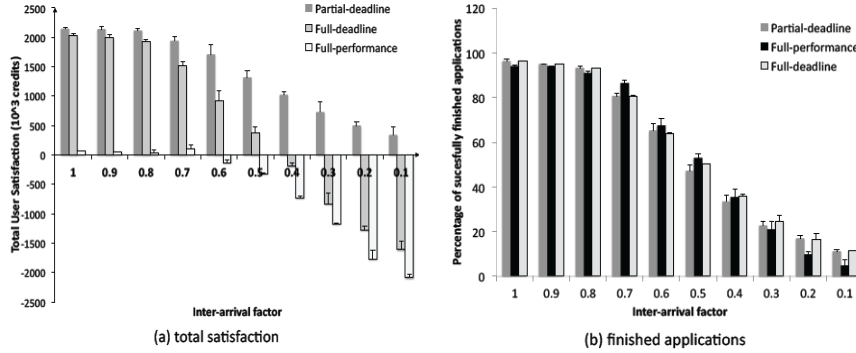 2500
2000
1500
1000
500
0
-500
-1000
-1500
-2000
-2500
Total User Satisfaction (10^3 credits)
Partial-deadline
Full-deadline
Full-performance
1 0.9 0.8 0.7 0.6 0.5 0.4 0.3 0.2 0.1
Inter-arrival factor
(a) total satisfaction
120
100
80
60
40
20
0
Percentage of sucesfully finished applications
Partial-deadline
Full-performance
Full-deadline
1 0.9 0.8 0.7 0.6 0.5 0.4 0.3 0.2 0.1
Inter-arrival factor
(b) finished applications